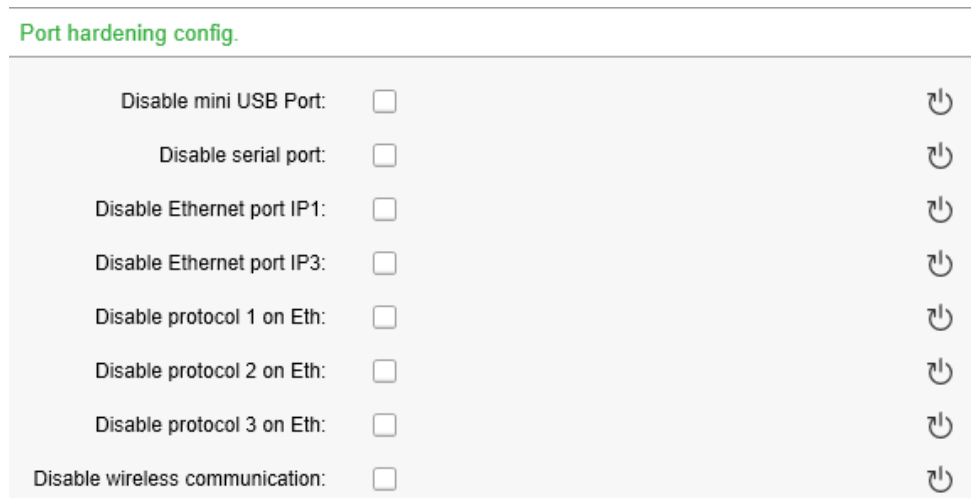 Port hardening config.
Disable mini USB Port:
Disable serial port:
Disable Ethernet port IP1:
Disable Ethernet port IP3:
Disable protocol 1 on Eth:
Disable protocol 2 on Eth:
Disable protocol 3 on Eth:
Disable wireless communication: